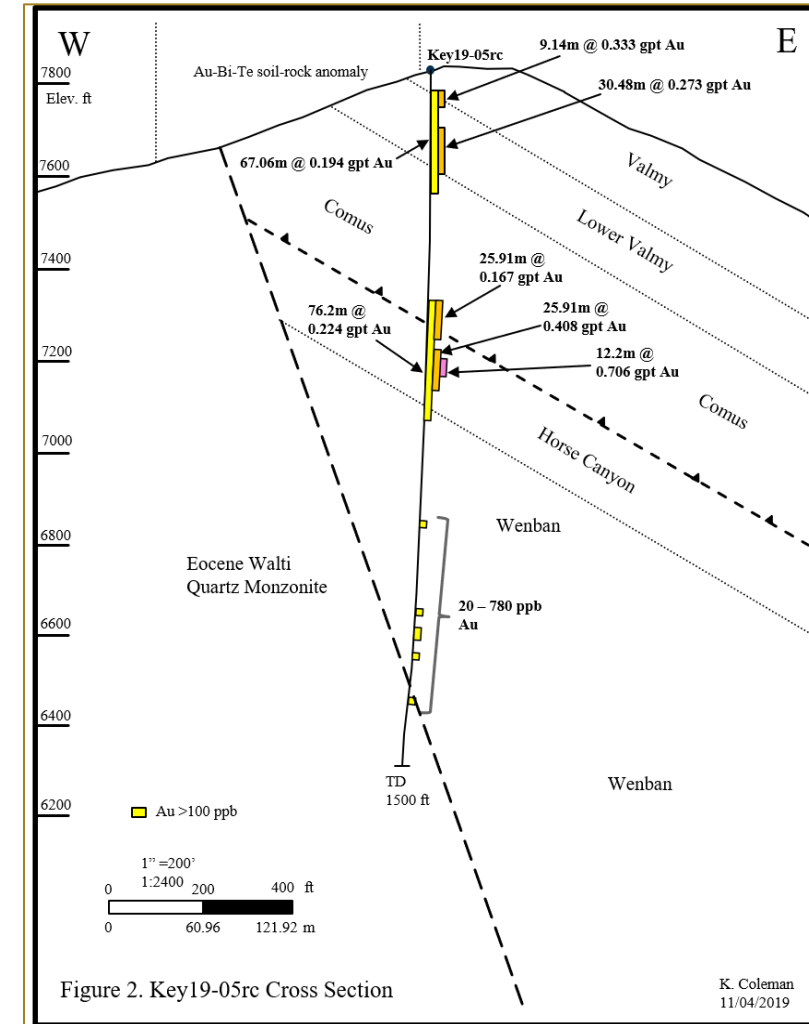 W
E
Key19-05rc
9.14m @ 0.333 gpt Au
Au-Bi-Te soil-rock anomaly
7800
Elev. ft
30.48m @ 0.273 gpt Au
67.06m @ 0.194 gpt Au
7600
Valmy
Comus
Lower Valmy
7400
25.91m @
0.167 gpt Au
76.2m @
0.224 gpt Au
25.91m @
0.408 gpt Au
12.2m @
0.706 gpt Au
7200
Comus
7000
Horse Canyon
6800
Wenban
Eocene Walti
Quartz Monzonite
6600
20 – 780 ppb
Au
6400
TD
1500 ft
Wenban
6200
Au >100 ppb
1” =200’
1:2400
0 200 400 ft
0 60.96 121.92 m
Figure 2. Key19-05rc Cross Section
K. Coleman
11/04/2019